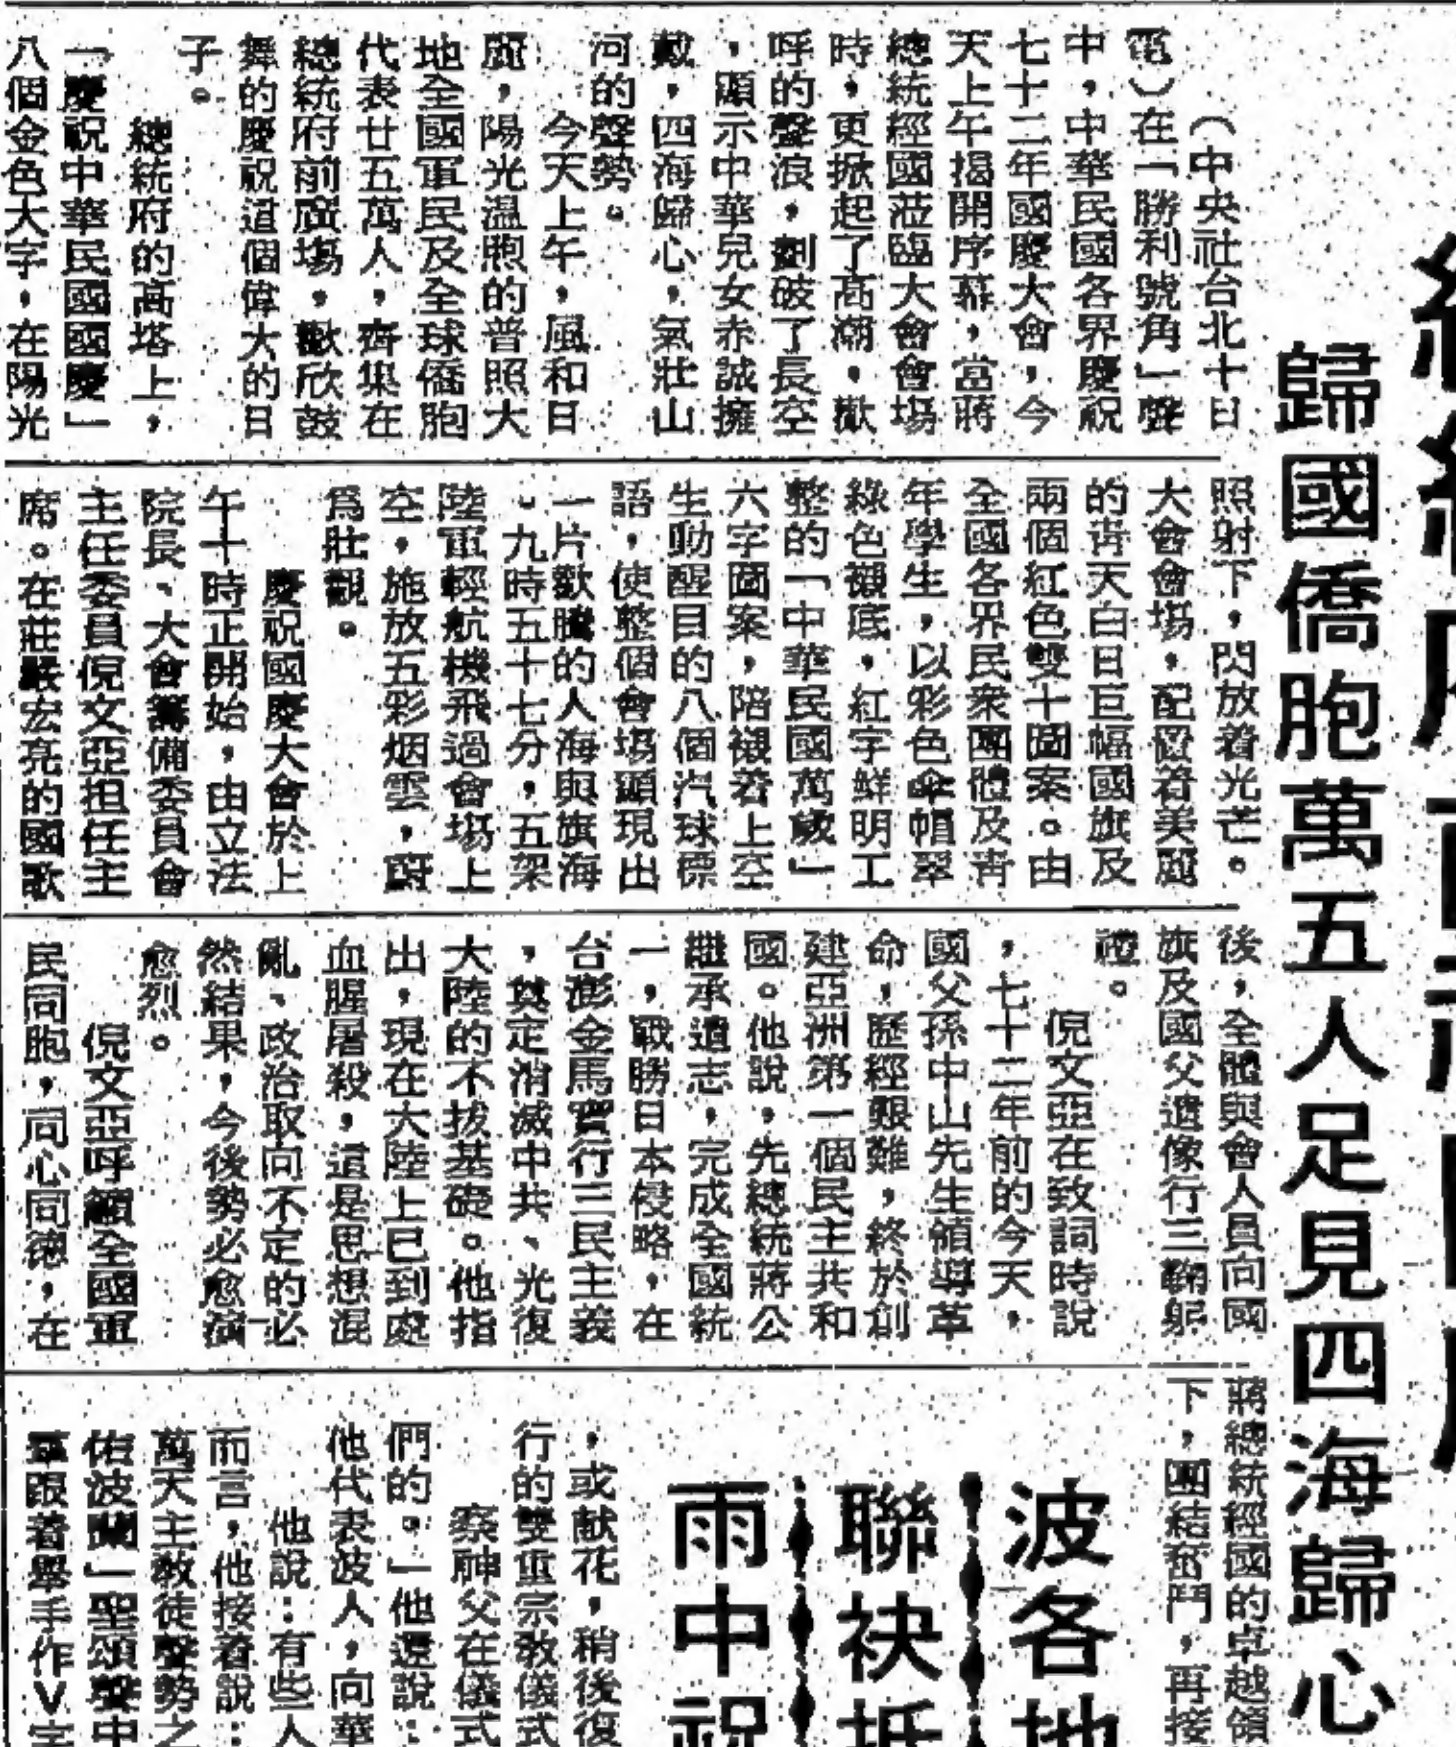 歸國僑胞萬五人足見四海歸心
（中央社台北十日
電）在「勝利號角」聲
中，中華民國各界慶祝
七十二年國慶大會，今
天上午揭開序幕，當蔣
總統經國蒞臨大會會場
時，更掀起了高潮，歡
呼的聲浪，劃破了長空
，顯示中華兒女赤誠擁
戴，四海歸心，氣壯山
河的聲勢。
今天上午，風和日
麗，陽光溫煦的普照大
地全國軍民及全球僑胞
代表廿五萬人，齊集在
總統府前廣場，歡欣鼓
舞的慶祝這個偉大的日
子。
總統府的高塔上，
「慶祝中華民國國慶」
八個金色大字，在陽光
照射下，閃放着光芒。
大會會場，配置着美麗
的青天白日巨幅國旗及
兩個紅色雙十圖案。由
全國各界民衆團體及青
年學生，以彩色傘帽翠
綠色襯底，紅字鮮明工
整的「中華民國萬歲」
六字圖案，陪襯着上空
生動醒目的八個汽球標
語，使整個會場顯現出
一片歡騰的人海與旗海
。九時五十七分，五架
陸軍輕航機飛過會場上
空，施放五彩烟雲，蔚
爲壯觀。
慶祝國慶大會於上
午十時正開始，由立法
院長、大會籌備委員會
主任委員倪文亞担任主
席。在莊嚴宏亮的國歌
後，全體與會人員向國
旗及國父遺像行三鞠躬
禮。
倪文亞在致詞時說
，七十二年前的今天，
國父孫中山先生領導革
命，歷經艱難，終於創
建亞洲第一個民主共和
國。他說，先總統蔣公
繼承遺志，完成全國統
一，戰勝日本侵略，在
台澎金馬實行三民主義
，奠定消滅中共、光復
大陸的不拔基礎。他指
出，現在大陸上已到處
血腥屠殺，這是思想混
亂、政治取向不定的必
然結果，今後勢必愈演
愈烈。
倪文亞呼籲全國軍
民同胞，同心同德，在
蔣總統經國的卓越領
下，團結奮鬥，再接
波各地
聯袂抵
雨中祝
，或献花，稍後復
行的雙重宗教儀式
蔡神父在儀式
們的。」他還說：
他代表波人，向華
他說：有些人
而言，他接着說：
萬天主教徒聲勢之
佑波蘭」聖頌聲中
羣跟着舉手作V字